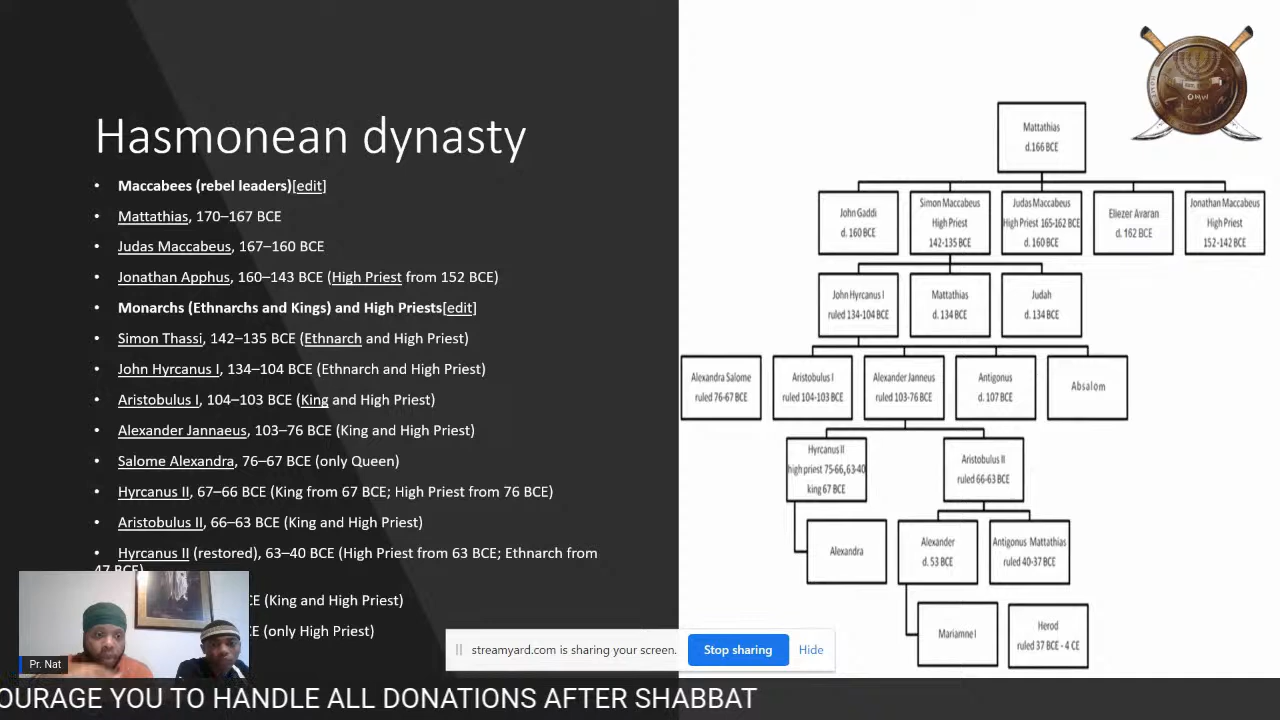 Hasmonean dynasty
• Maccabees (rebel leaders)[edit]
• Mattathias, 170–167 BCE
• Judas Maccabeus, 167–160 BCE
• Jonathan Apphus, 160–143 BCE (High Priest from 152 BCE)
• Monarchs (Ethnarchs and Kings) and High Priests[edit]
• Simon Thassi, 142–135 BCE (Ethnarch and High Priest)
• John Hyrcanus I, 134–104 BCE (Ethnarch and High Priest)
• Aristobulus I, 104–103 BCE (King and High Priest)
• Alexander Jannaeus, 103–76 BCE (King and High Priest)
• Salome Alexandra, 76–67 BCE (only Queen)
• Hyrcanus II, 67–66 BCE (King from 67 BCE; High Priest from 76 BCE)
• Aristobulus II, 66–63 BCE (King and High Priest)
• Hyrcanus II (restored), 63–40 BCE (High Priest from 63 BCE; Ethnarch from
47 BCE)
CE (King and High Priest)
CE (only High Priest)
Mattathias
d.166 BCE
John Gaddi
d. 160 BCE
Simon Maccabeus
High Priest
142-135 BCE
Judas Maccabeus
High Priest 165-162 BCE
d. 160 BCE
Eliezer Avaran
d. 162 BCE
Jonathan Maccabeus
High Priest
152-142 BCE
John Hyrcanus I
ruled 134-104 BCE
Mattathias
d. 134 BCE
Judah
d. 134 BCE
Alexandra Salome
ruled 76-67 BCE
Aristobulus I
ruled 104-103 BCE
Alexander Janneus
ruled 103-76 BCE
Antigonus
d. 107 BCE
Absalom
Hyrcanus II
high priest 75-66, 63-40
king 67 BCE
Aristobulus II
ruled 66-63 BCE
Alexandra
Alexander
d. 53 BCE
Antigonus Mattathias
ruled 40-37 BCE
Mariamne I
Herod
ruled 37 BCE - 4 CE
Pr. Nat
streamyard.com is sharing your screen.
Stop sharing
Hide
OURAGE YOU TO HANDLE ALL DONATIONS AFTER SHABBAT